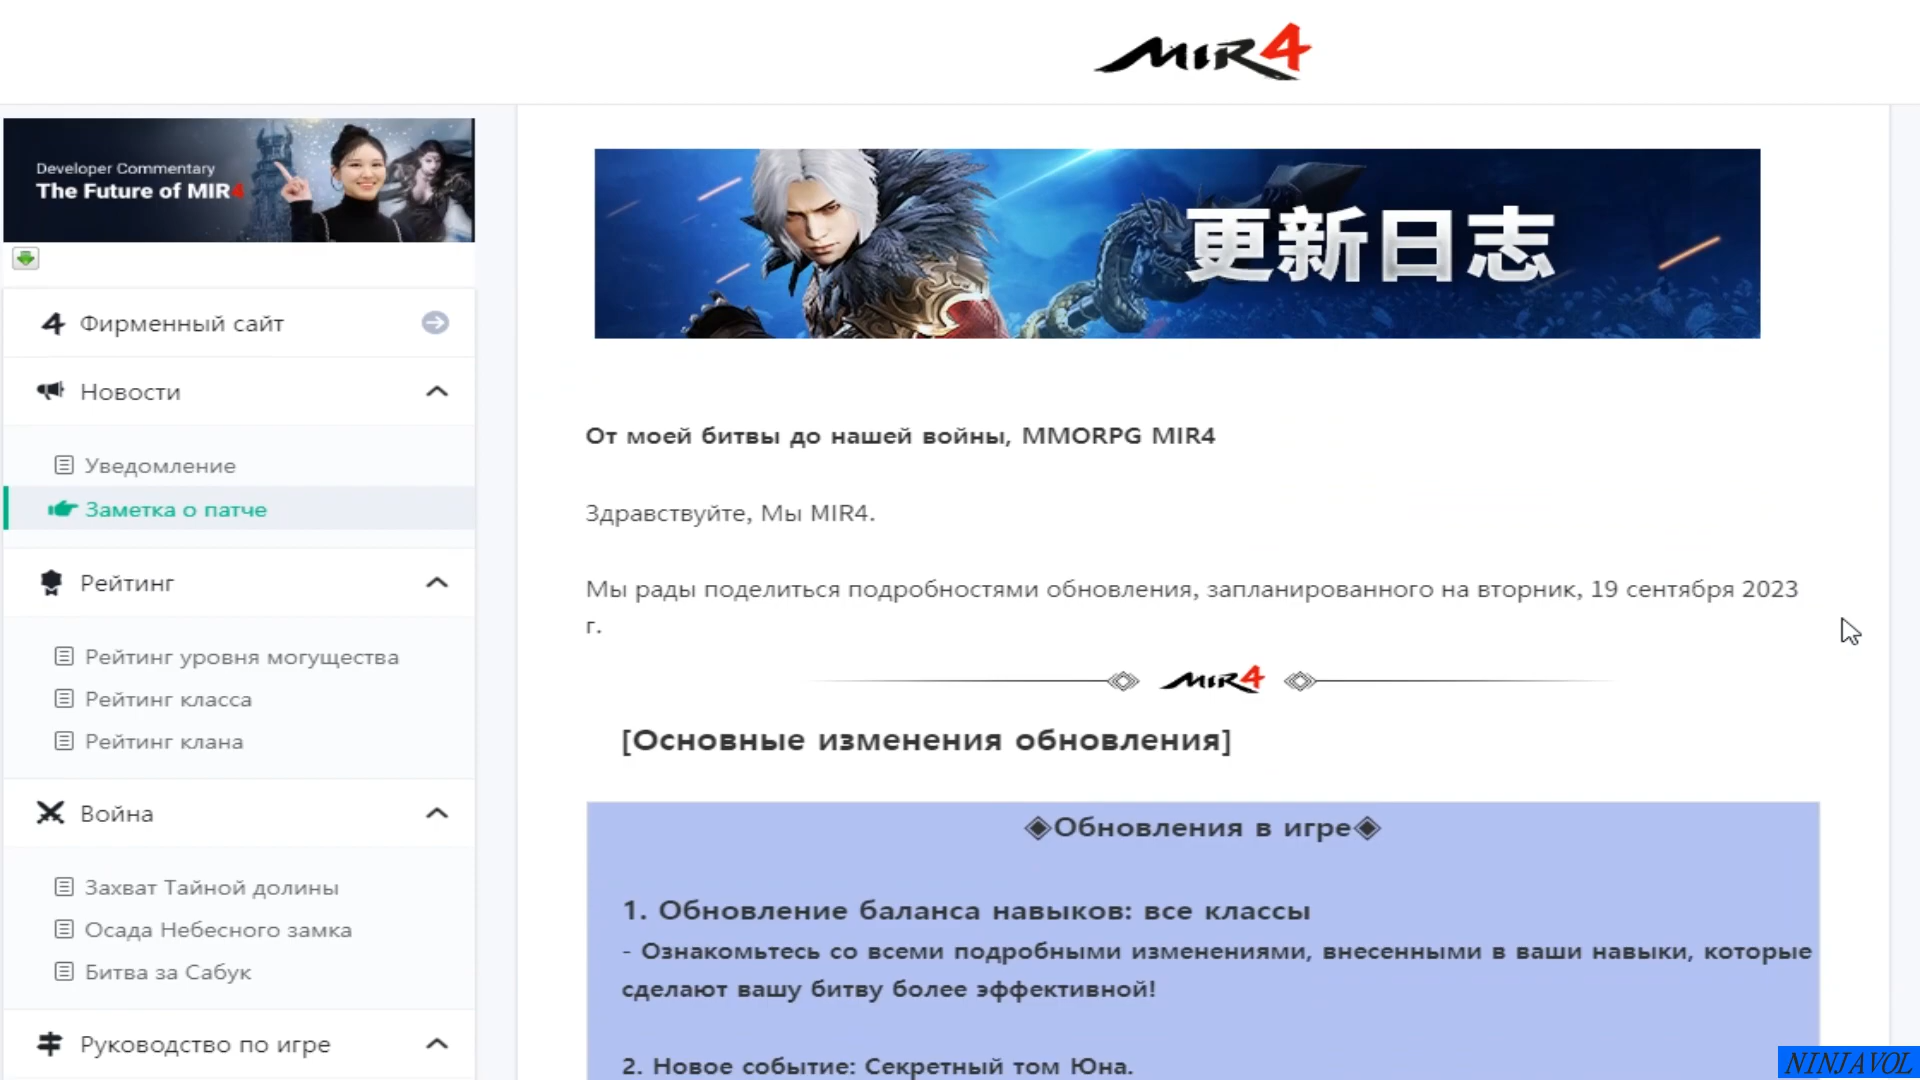 MIR4
Developer Commentary
The Future of MIR4
Фирменный сайт
Новости
Уведомление
Заметка о патче
Рейтинг
Рейтинг уровня могущества
Рейтинг класса
Рейтинг клана
Война
Захват Тайной долины
Осада Небесного замка
Битва за Сабук
Руководство по игре
更新日志
От моей битвы до нашей войны, MMORPG MIR4
Здравствуйте, Мы MIR4.
Мы рады поделиться подробностями обновления, запланированного на вторник, 19 сентября 2023
г.
MIR4
[Основные изменения обновления]
◈Обновления в игре◈
1. Обновление баланса навыков: все классы
- Ознакомьтесь со всеми подробными изменениями, внесенными в ваши навыки, которые
сделают вашу битву более эффективной!
2. Новое событие: Секретный том Юна.
NINJAVOL